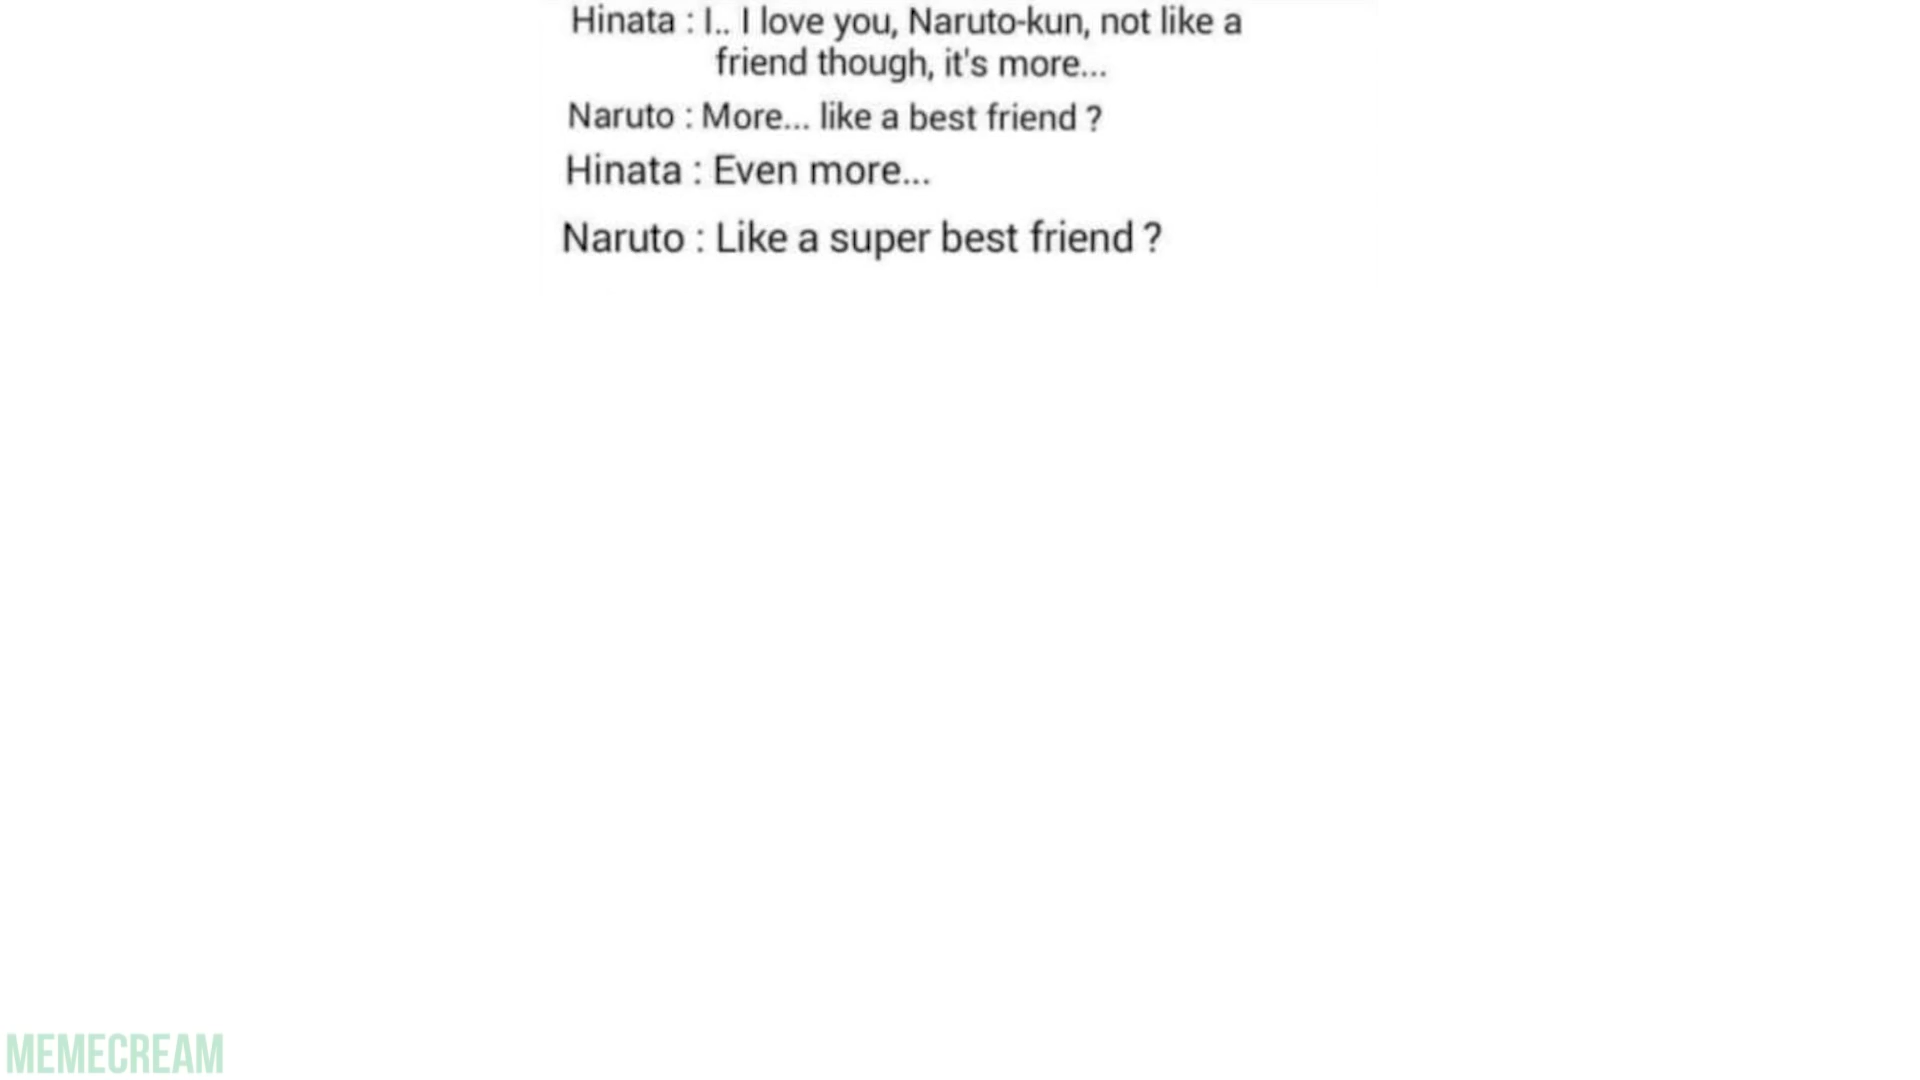 Hinata : I.. I love you, Naruto-kun, not like a
friend though, it's more...
Naruto : More... like a best friend ?
Hinata : Even more...
Naruto : Like a super best friend ?
MEMECREAM